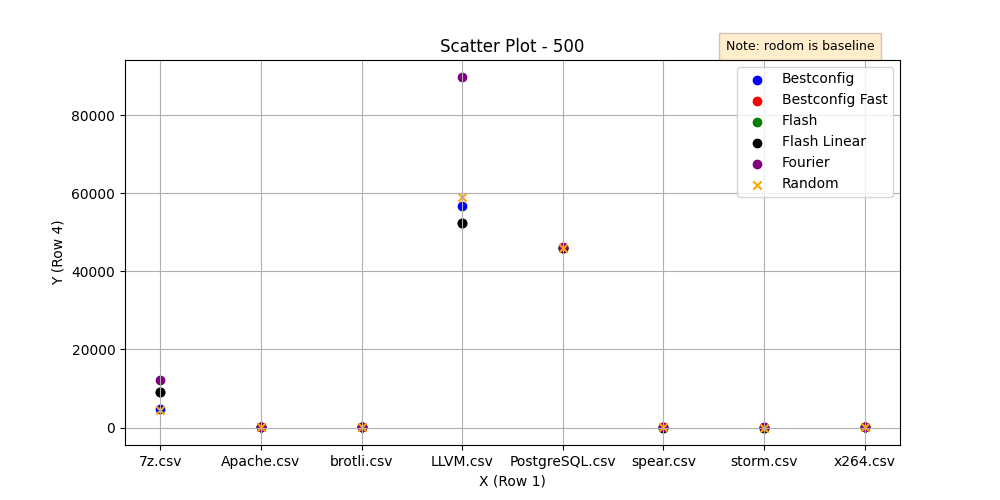 Scatter Plot - 500
Note: rodom is baseline
Bestconfig
Bestconfig Fast
Flash
Flash Linear
Fourier
Random
Y (Row 4)
80000
60000
40000
20000
0
7z.csv Apache.csv brotli.csv LLVM.csv PostgreSQL.csv spear.csv storm.csv x264.csv
X (Row 1)